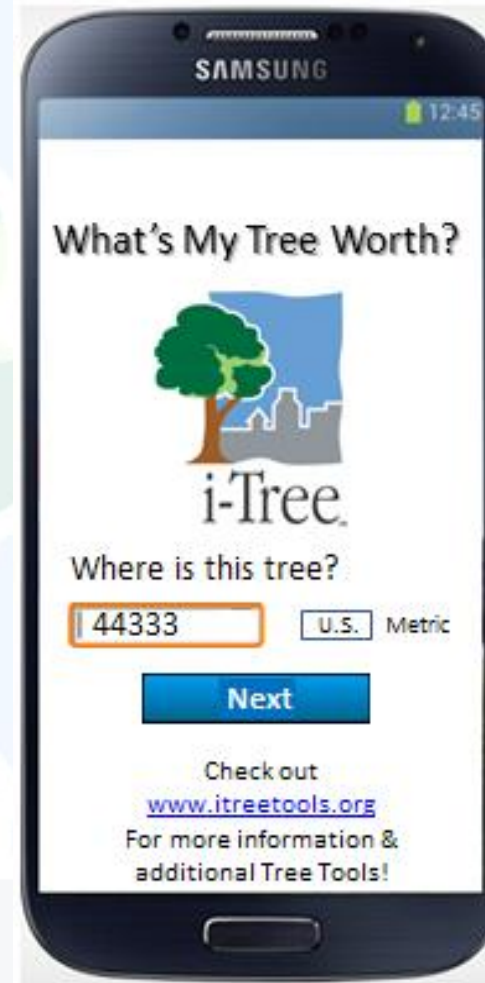 SAMSUNG
12:45
What's My Tree Worth?
i-Tree.
Where is this tree?
44333 U.S. Metric
Next
Check out
www.itreetools.org
For more information &
additional Tree Tools!